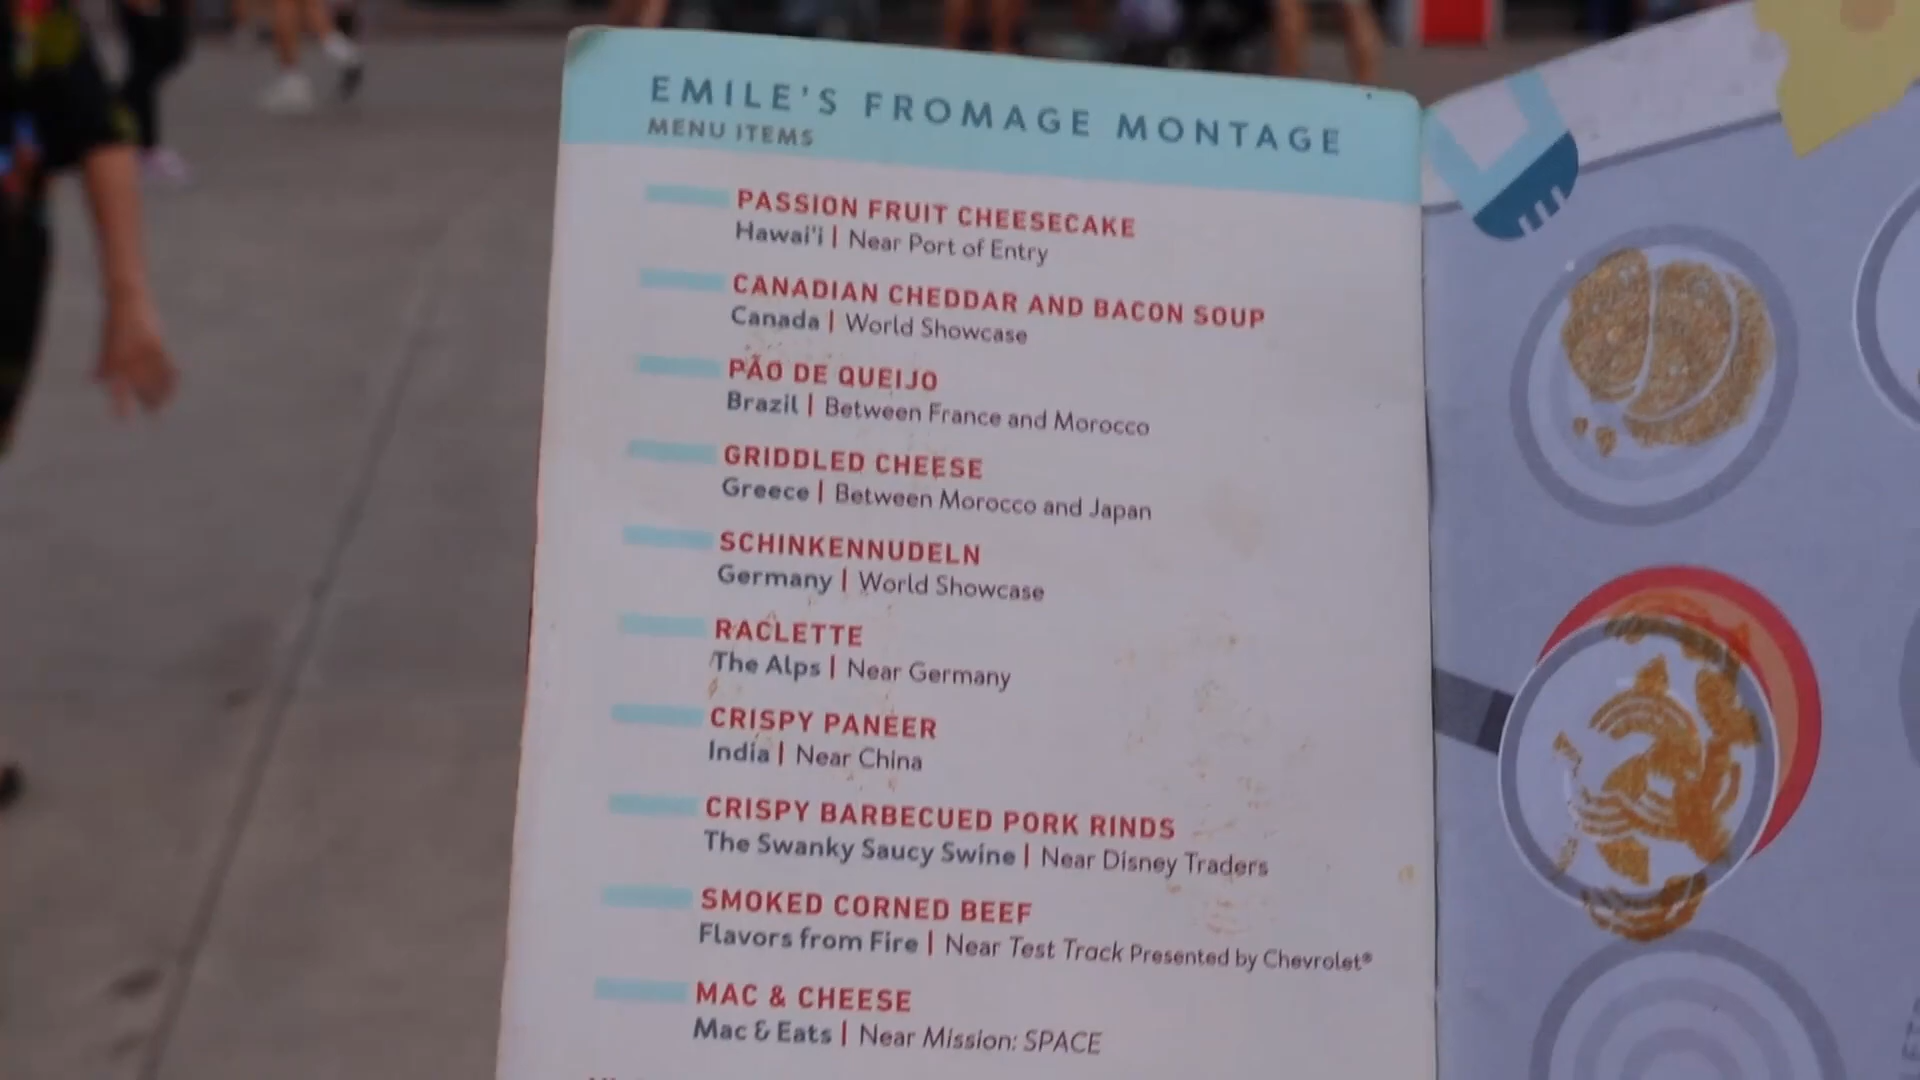 EMILE'S FROMAGE MONTAGE
MENU ITEMS
PASSION FRUIT CHEESECAKE
Hawai'i | Near Port of Entry
CANADIAN CHEDDAR AND BACON SOUP
Canada | World Showcase
PÃO DE QUEIJO
Brazil | Between France and Morocco
GRIDDLED CHEESE
Greece | Between Morocco and Japan
SCHINKENNUDELN
Germany | World Showcase
RACLETTE
The Alps | Near Germany
CRISPY PANEER
India | Near China
CRISPY BARBECUED PORK RINDS
The Swanky Saucy Swine | Near Disney Traders
SMOKED CORNED BEEF
Flavors from Fire | Near Test Track Presented by Chevrolet®
MAC & CHEESE
Mac & Eats | Near Mission: SPACE